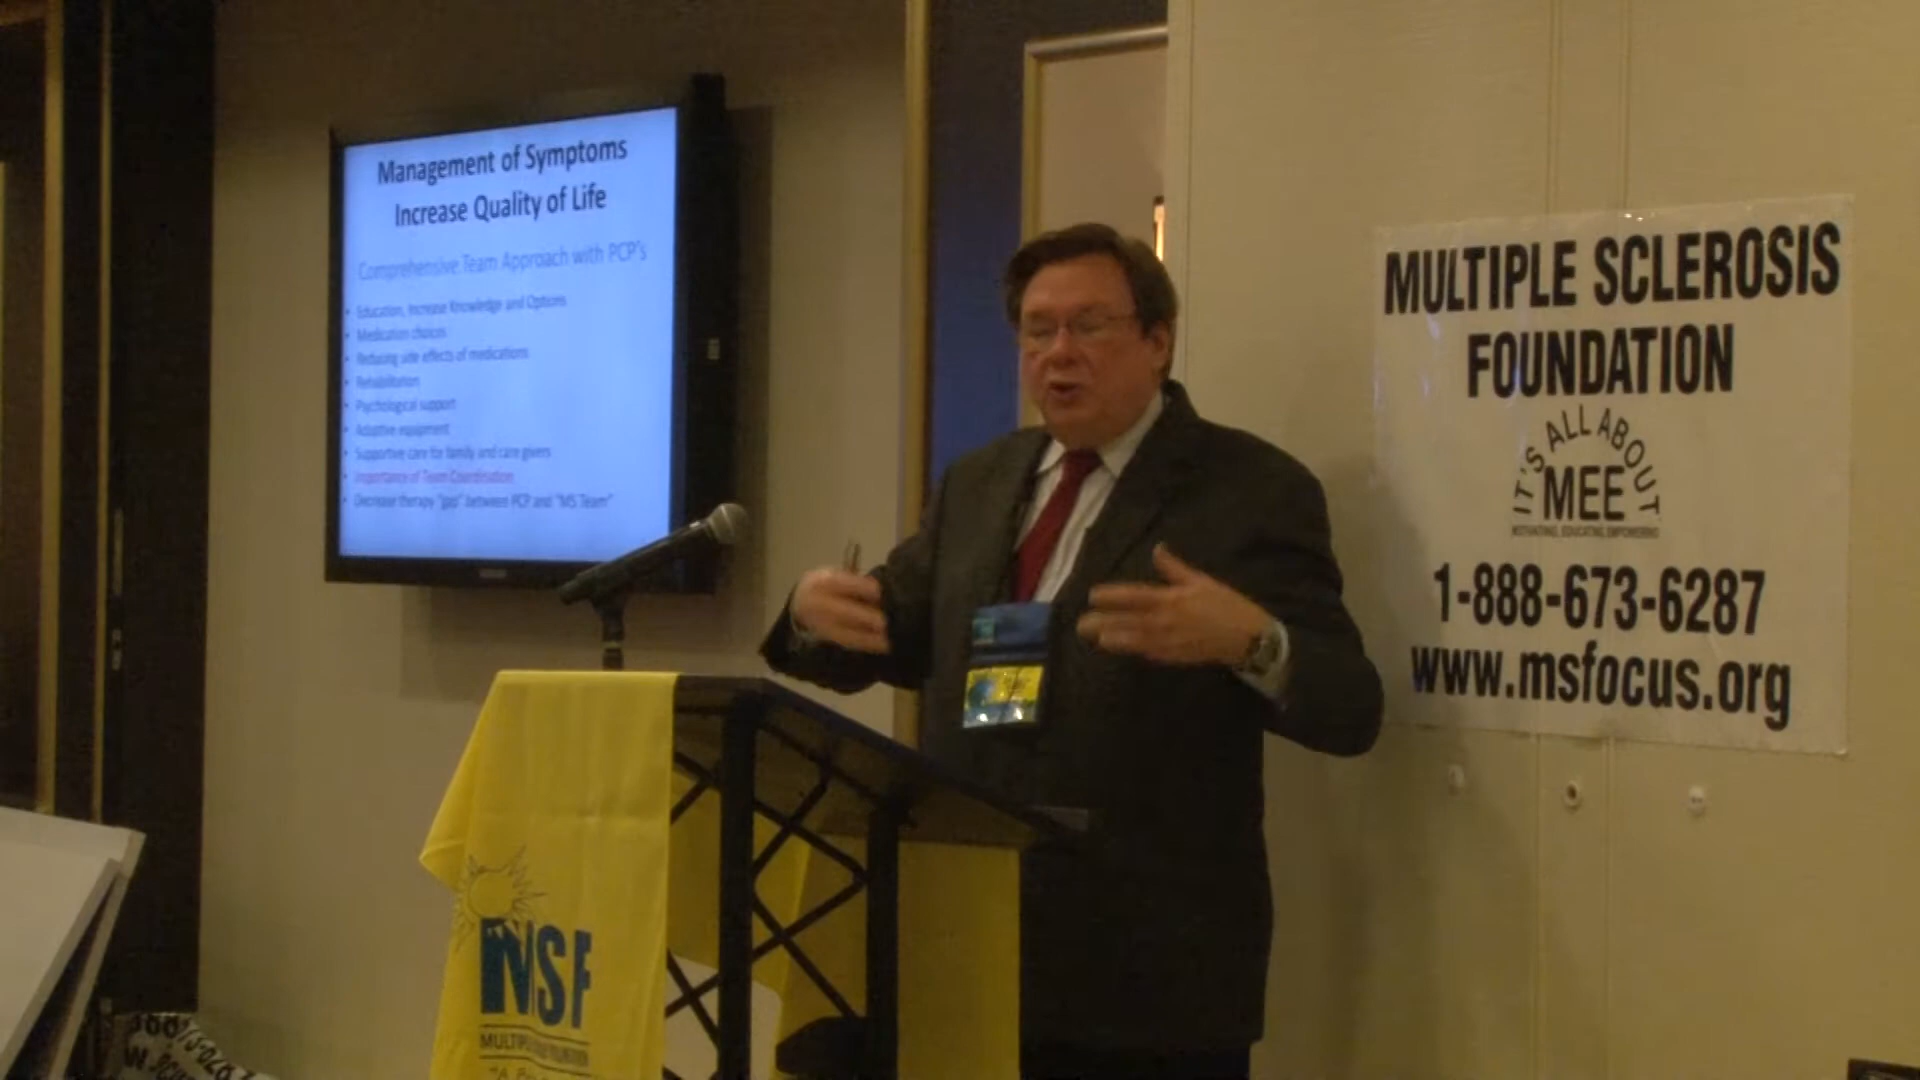 Management of Symptoms
Increase Quality of Life
Comprehensive Team Approach with PCP's
• Education, Increase Knowledge and Options
• Medication choices
• Reducing side effects of medications
• Rehabilitation
• Psychological support
• Adaptive equipment
• Supportive care for family and care givers
• Importance of Team Coordination
• Decrease therapy "gap" between PCP and "MS Team"
MULTIPLE SCLEROSIS
FOUNDATION
IT'S ALL ABOUT
MEE
MOTIVATING, EDUCATING, EMPOWERING
1-888-673-6287
www.msfocus.org
MSF